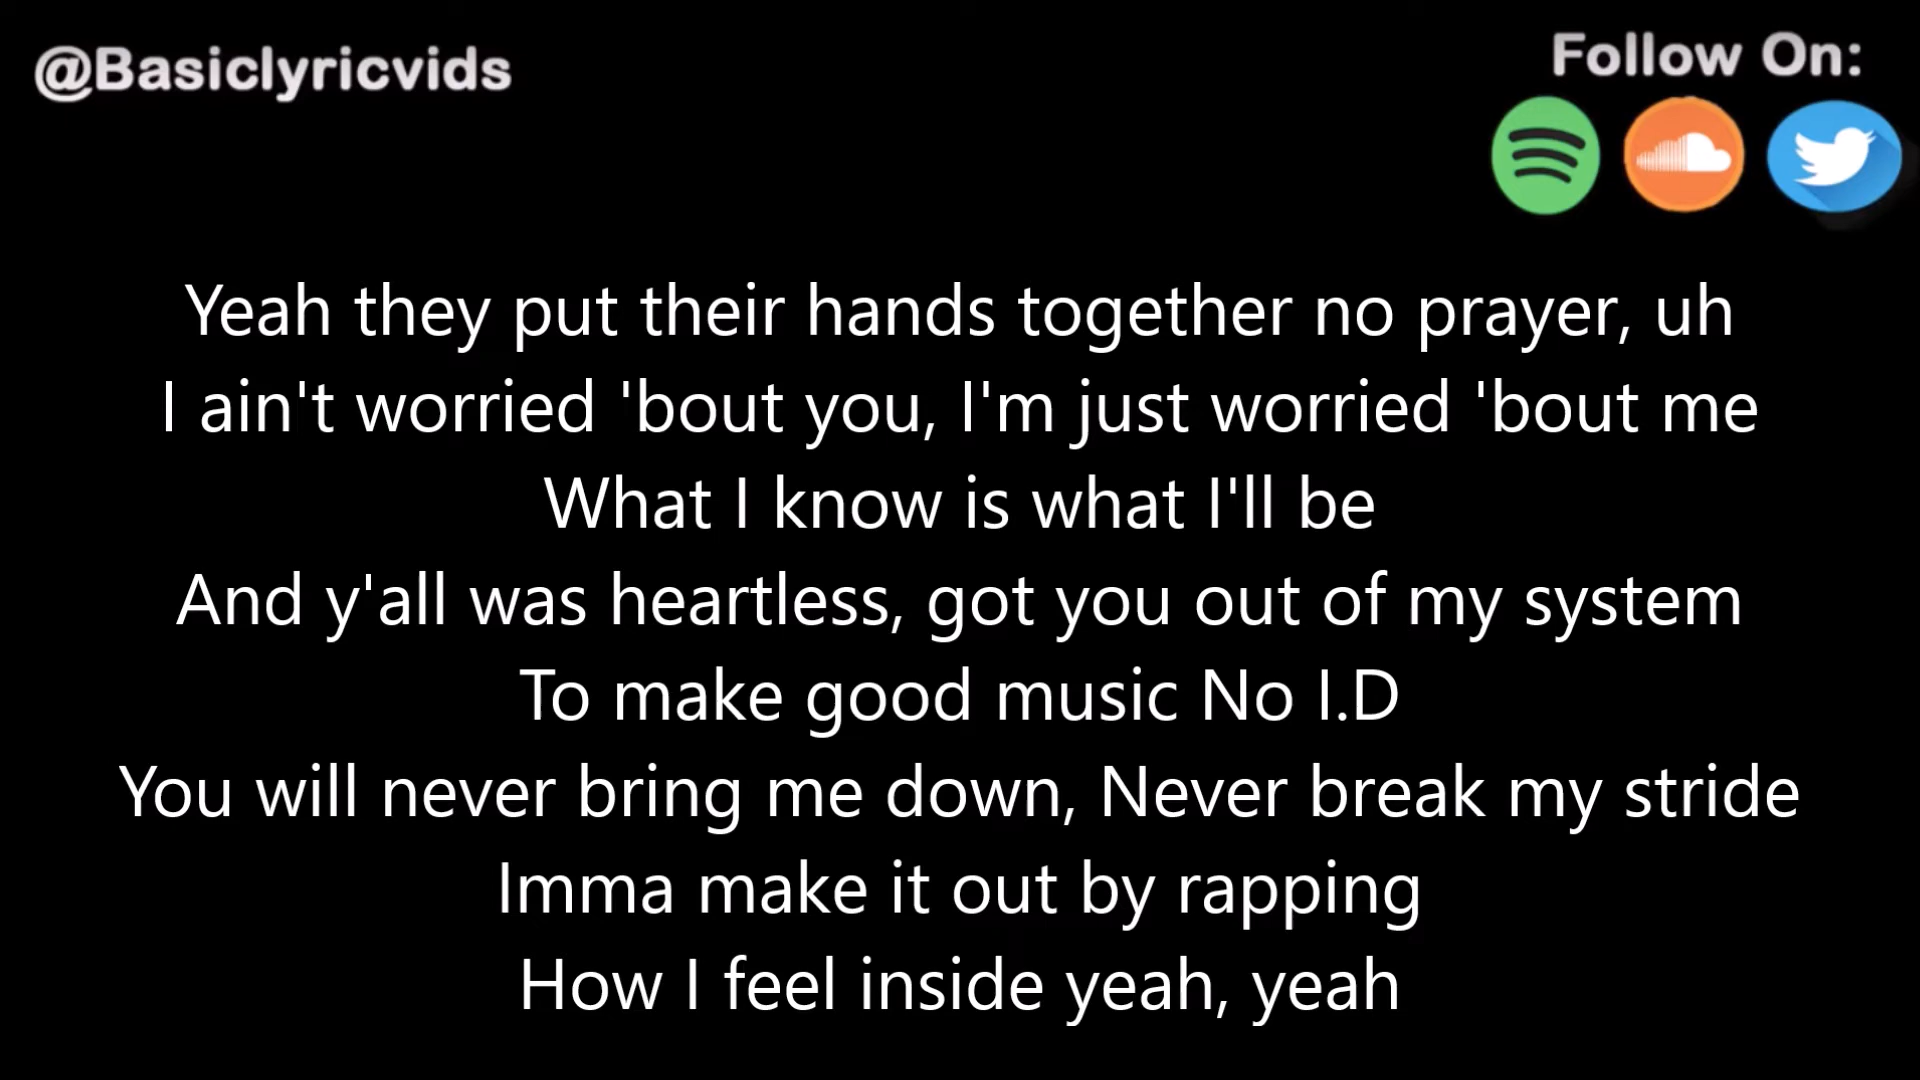 @Basiclyricvids
Follow On:
Yeah they put their hands together no prayer, uh
I ain't worried 'bout you, I'm just worried 'bout me
What I know is what I'll be
And y'all was heartless, got you out of my system
To make good music No I.D
You will never bring me down, Never break my stride
Imma make it out by rapping
How I feel inside yeah, yeah